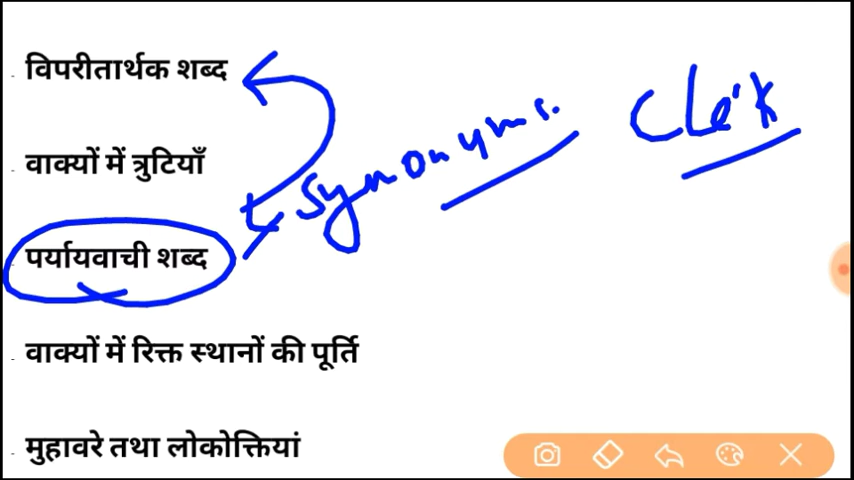 विपरीतार्थक शब्द
Synonyms.
वाक्यों में त्रुटियाँ
पर्यायवाची शब्द
वाक्यों में रिक्त स्थानों की पूर्ति
मुहावरे तथा लोकोक्तियां